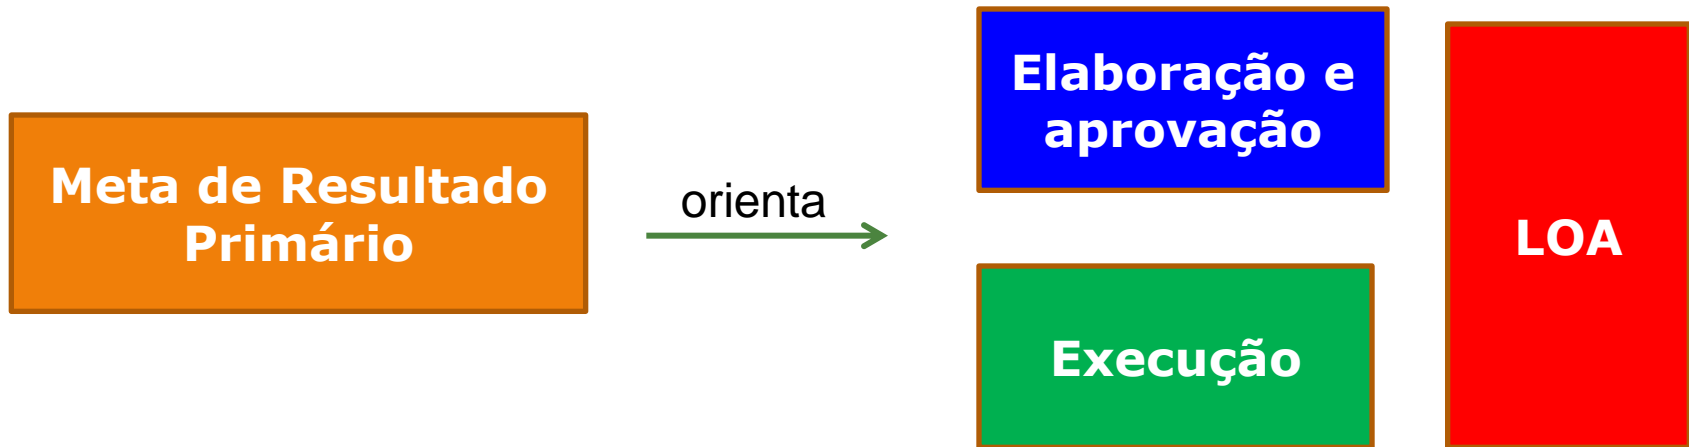 Meta de Resultado
Primário
orienta
Elaboração e
aprovação
Execução
LOA